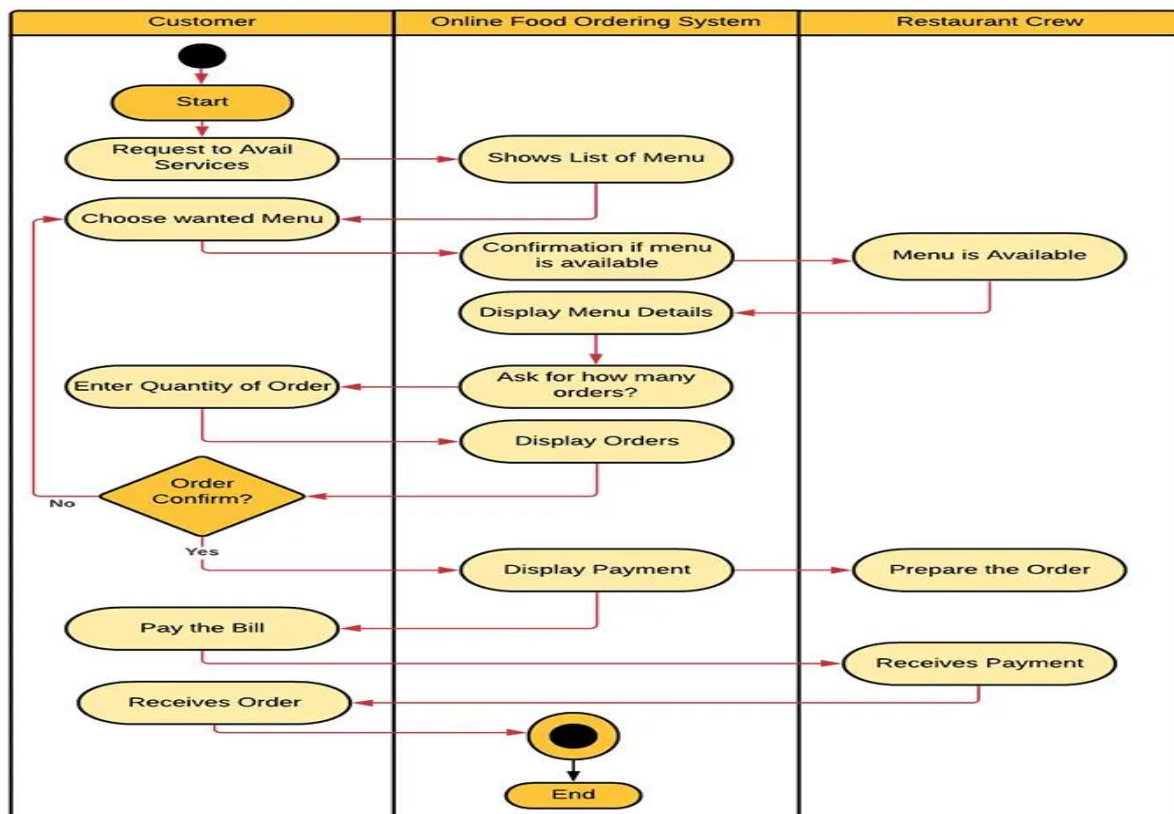 Customer
Online Food Ordering System
Restaurant Crew
Start
Request to Avail
Services
Shows List of Menu
Choose wanted Menu
Confirmation if menu
is available
Menu is Available
Display Menu Details
Ask for how many
orders?
Enter Quantity of Order
Display Orders
Order
Confirm?
No
Yes
Display Payment
Prepare the Order
Pay the Bill
Receives Payment
Receives Order
End